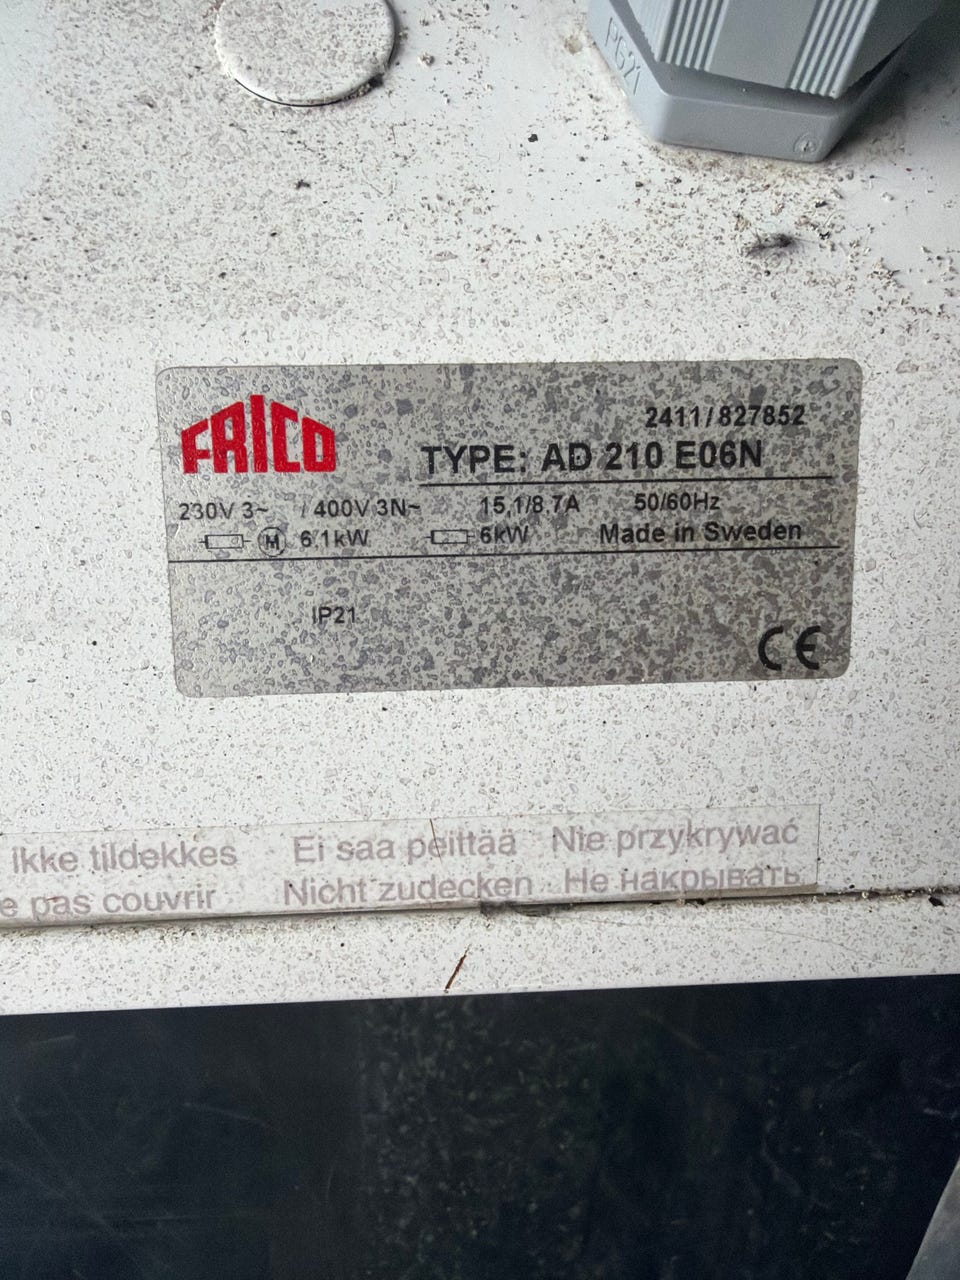 PG21
2411/827852
FRICO
TYPE: AD 210 E06N
230V 3~ / 400V 3N~ 15,1/8,7A 50/60Hz
M 6,1kW 6kW Made in Sweden
IP21
CE
ikke tildekkes Ei saa peittää Nie przykrywać
e pas couvrir Nicht zudecken Не накрывать